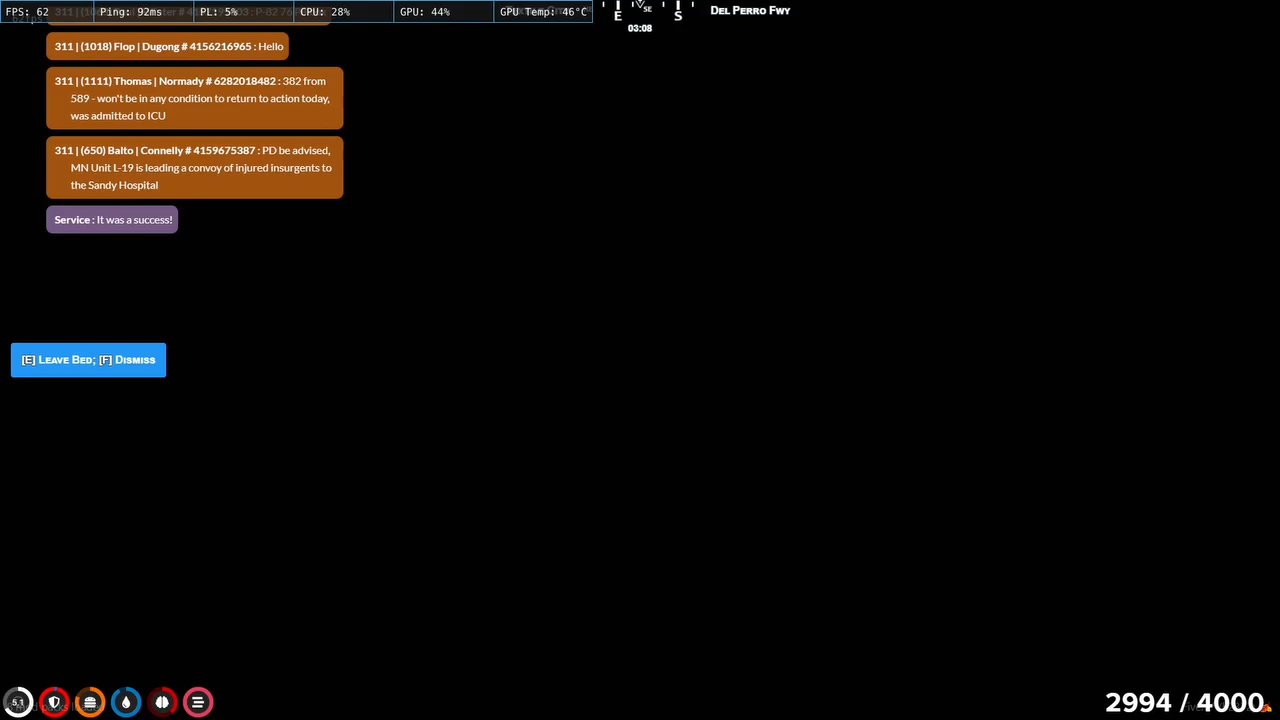 FPS: 62 Ping: 92ms PL: 5% CPU: 28% GPU: 44% GPU Temp: 46°C
E SE S
03:08
Del Perro Fwy
311 | (1018) Flop | Dugong # 4156216965 : Hello
311 | (1111) Thomas | Normady # 6282018482 : 382 from
589 - won't be in any condition to return to action today,
was admitted to ICU
311 | (650) Balto | Connelly # 4159675387 : PD be advised,
MN Unit L-19 is leading a convoy of injured insurgents to
the Sandy Hospital
Service : It was a success!
[E] Leave Bed; [F] Dismiss
2994 / 4000